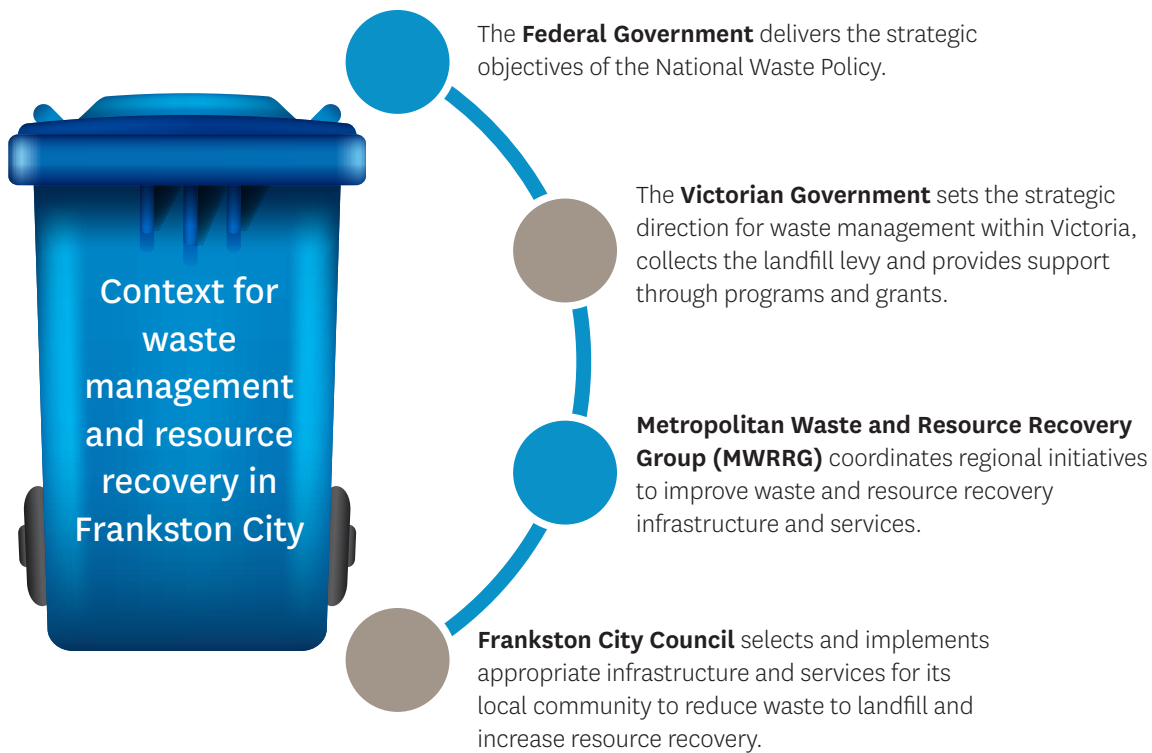 The Federal Government delivers the strategic
objectives of the National Waste Policy.
The Victorian Government sets the strategic
direction for waste management within Victoria,
collects the landfill levy and provides support
through programs and grants.
Context for
waste
management
and resource
recovery in
Frankston City
Metropolitan Waste and Resource Recovery
Group (MWRRG) coordinates regional initiatives
to improve waste and resource recovery
infrastructure and services.
Frankston City Council selects and implements
appropriate infrastructure and services for its
local community to reduce waste to landfill and
increase resource recovery.